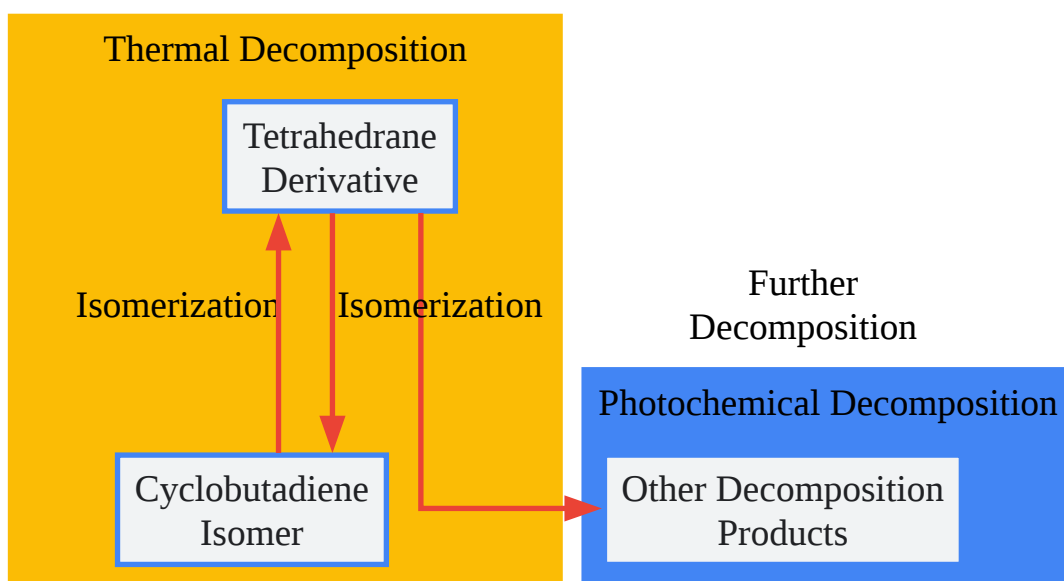 Thermal Decomposition
Tetrahedrane
Derivative
Isomerization
Isomerization
Further
Decomposition
Photochemical Decomposition
Cyclobutadiene
Isomer
Other Decomposition
Products